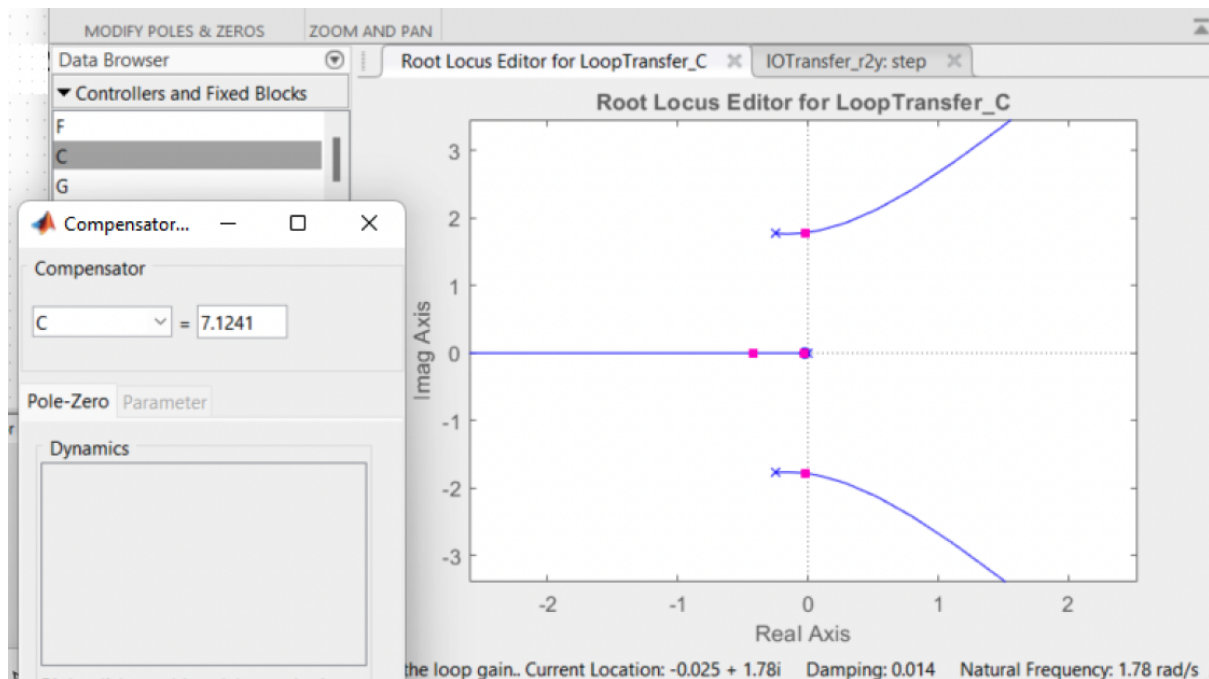 MODIFY POLES & ZEROS
ZOOM AND PAN
Data Browser
Controllers and Fixed Blocks
F
C
G
Compensator...
Compensator
C
=
7.1241
Pole-Zero
Parameter
Dynamics
Root Locus Editor for LoopTransfer_C
IOTransfer_r2y: step
Root Locus Editor for LoopTransfer_C
3
2
1
0
-1
-2
-3
Imag Axis
-2
-1
0
1
2
Real Axis
the loop gain.. Current Location: -0.025 + 1.78i Damping: 0.014 Natural Frequency: 1.78 rad/s